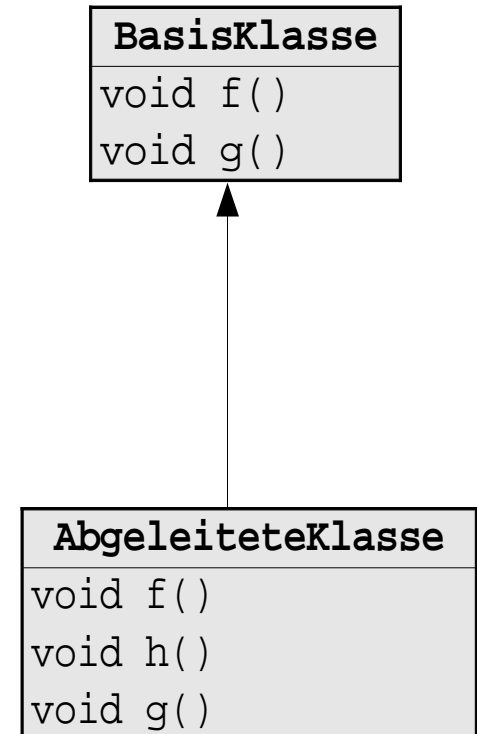 BasisKlasse
void f()
void g()
AbgeleiteteKlasse
void f()
void h()
void g()